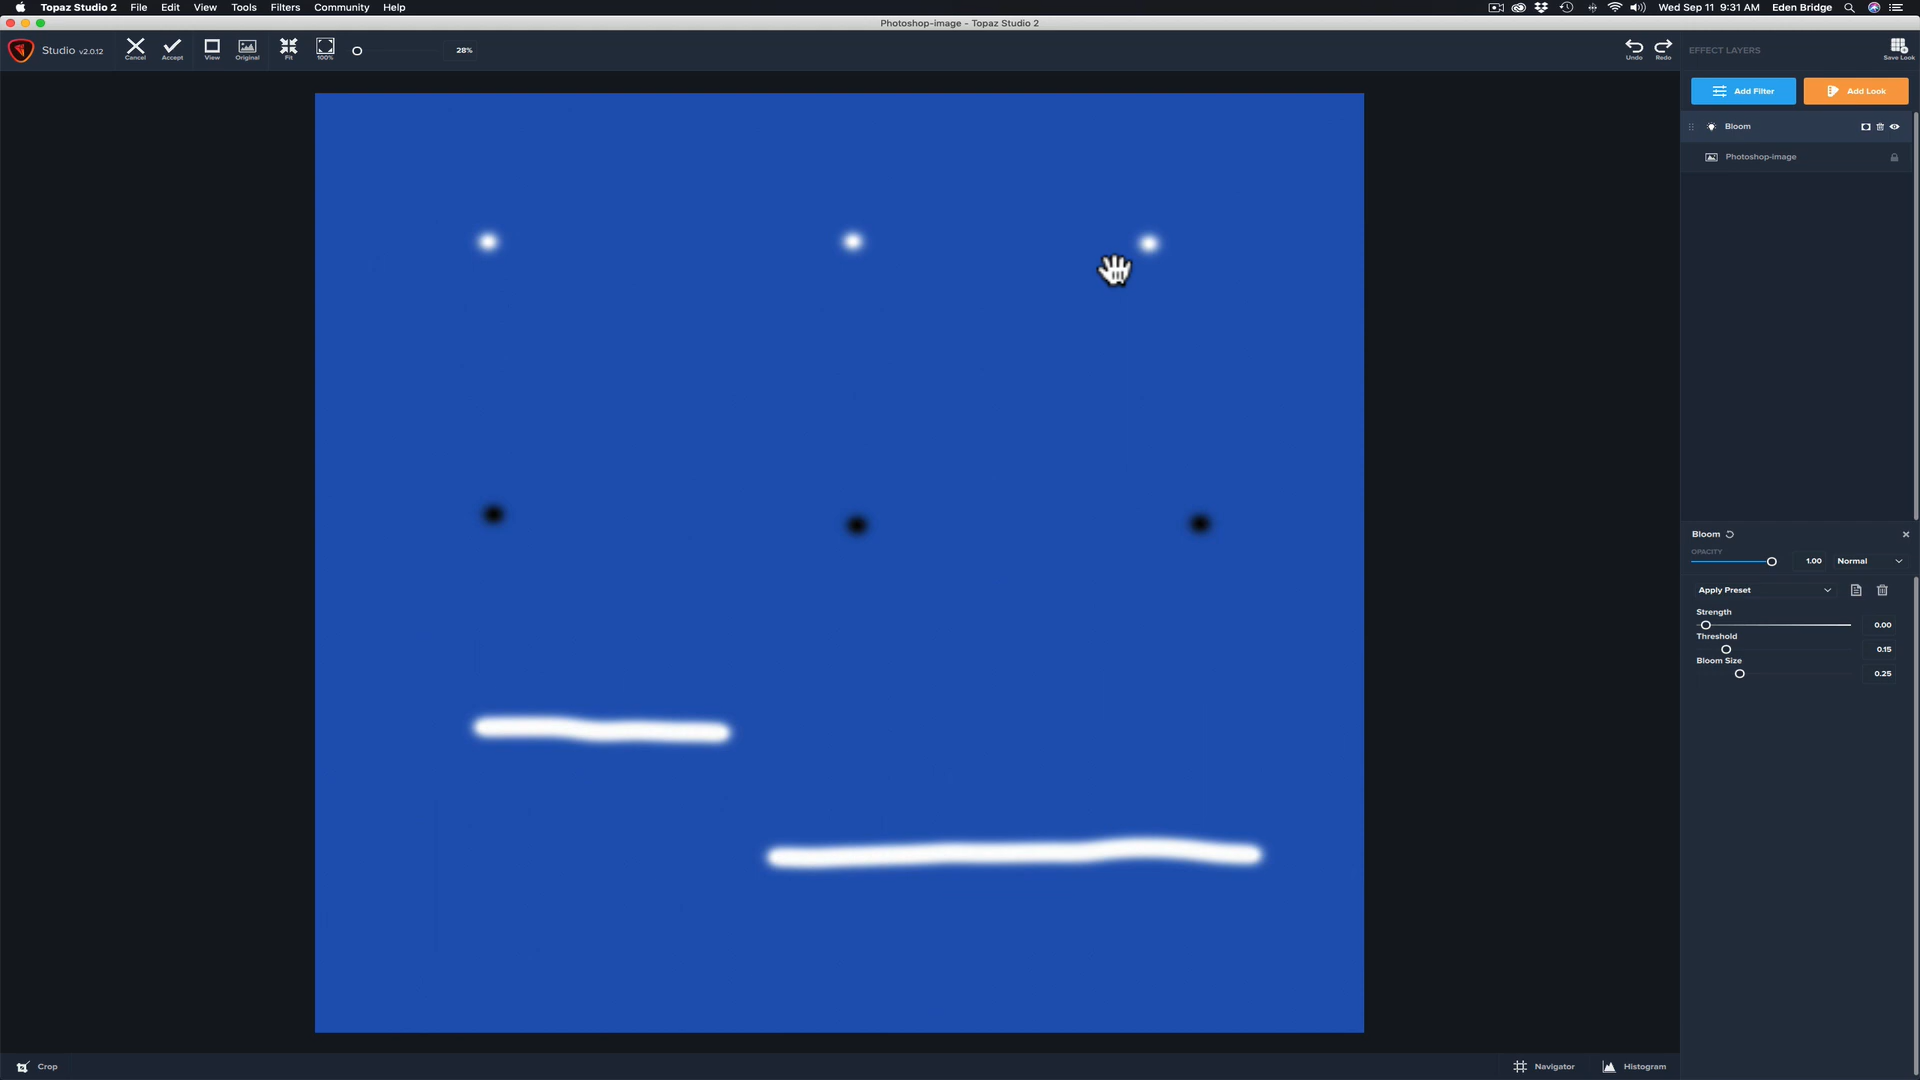 Topaz Studio 2 File Edit View Tools Filters Community Help Wed Sep 11 9:31 AM Eden Bridge
Photoshop-image - Topaz Studio 2
Studio v2.0.12 Cancel Accept View Original Fit 100% 28% Undo Redo EFFECT LAYERS Save Look
Add Filter Add Look
Bloom
Photoshop-image
Bloom
OPACITY 1.00 Normal
Apply Preset
Strength 0.00
Threshold 0.15
Bloom Size 0.25
Crop Navigator Histogram